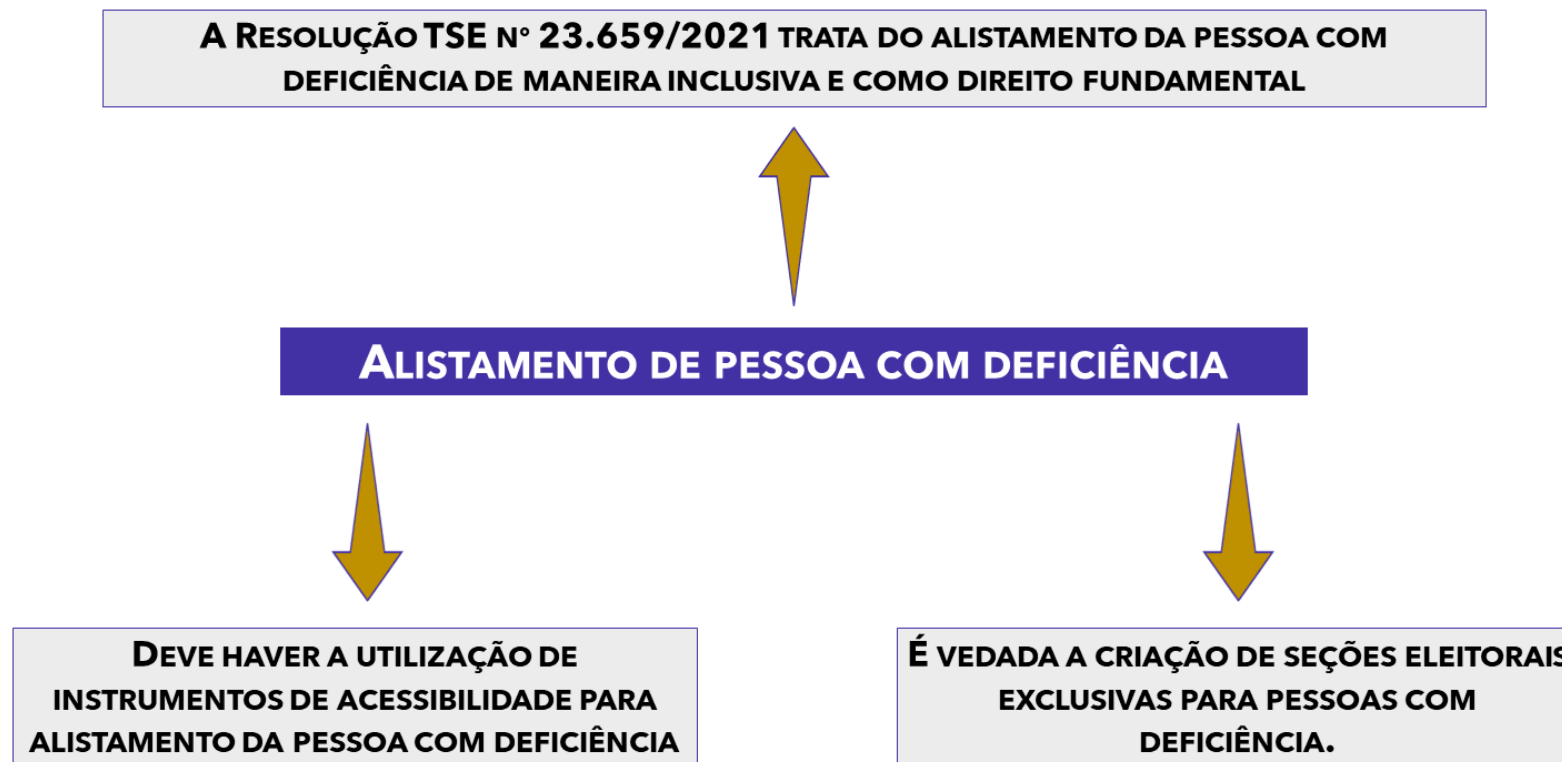 A RESOLUÇÃO TSE Nº 23.659/2021 TRATA DO ALISTAMENTO DA PESSOA COM
DEFICIÊNCIA DE MANEIRA INCLUSIVA E COMO DIREITO FUNDAMENTAL
ALISTAMENTO DE PESSOA COM DEFICIÊNCIA
DEVE HAVER A UTILIZAÇÃO DE
INSTRUMENTOS DE ACESSIBILIDADE PARA
ALISTAMENTO DA PESSOA COM DEFICIÊNCIA
É VEDADA A CRIAÇÃO DE SEÇÕES ELEITORAIS
EXCLUSIVAS PARA PESSOAS COM
DEFICIÊNCIA.